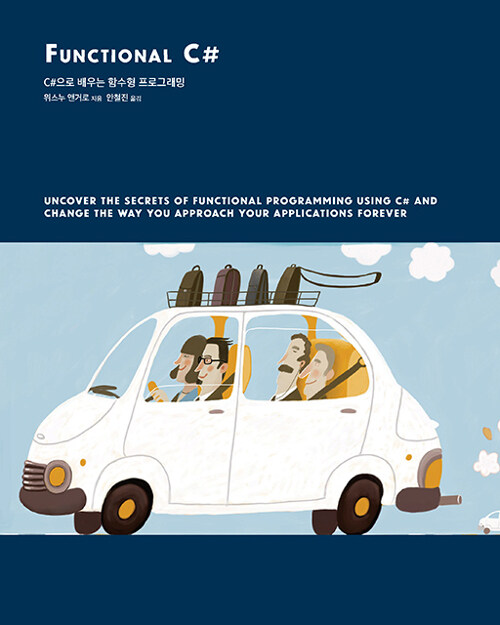 FUNCTIONAL C#
C#으로 배우는 함수형 프로그래밍
위스누 앤거로 지음 안철진 옮김
UNCOVER THE SECRETS OF FUNCTIONAL PROGRAMMING USING C# AND
CHANGE THE WAY YOU APPROACH YOUR APPLICATIONS FOREVER